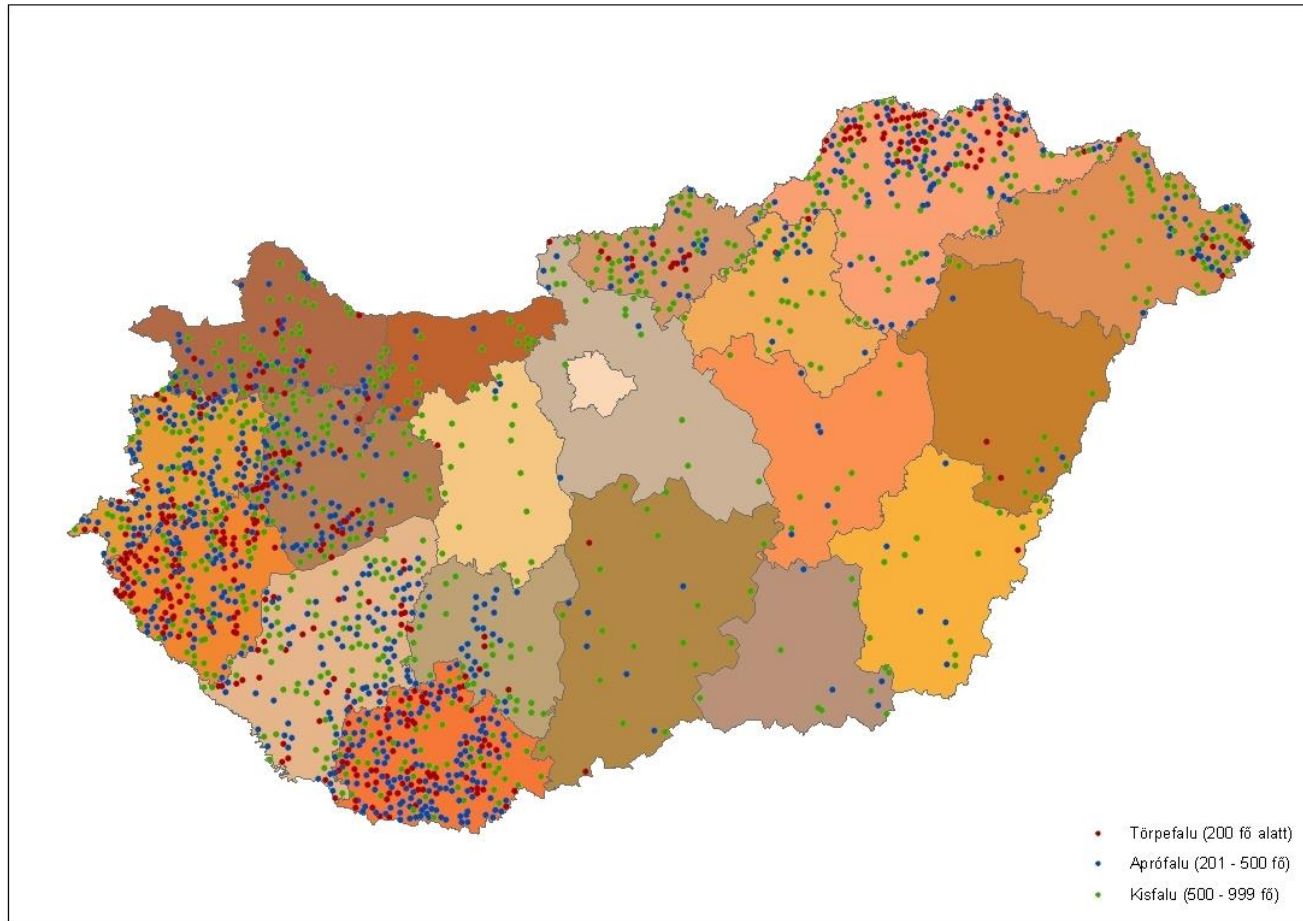 Törpefalu (200 fő alatt)
Aprófalu (201 - 500 fő)
Kisfalu (500 - 999 fő)